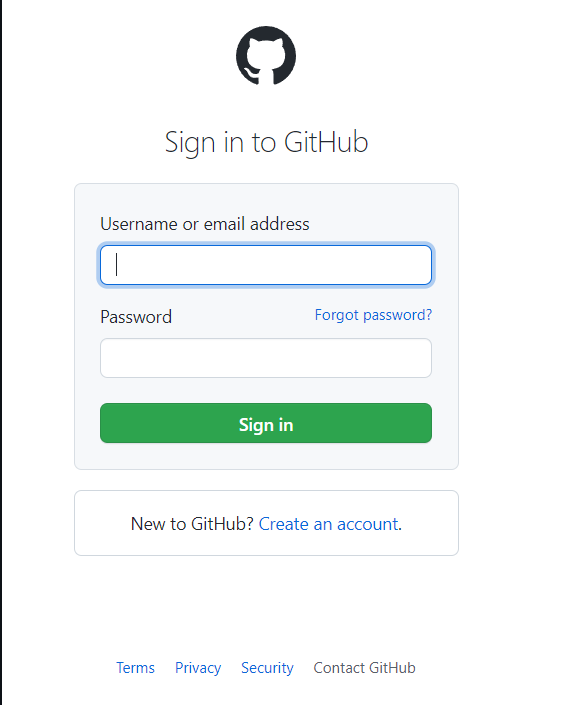 Sign in to GitHub
Username or email address
Password Forgot password?
Sign in
New to GitHub? Create an account.
Terms Privacy Security Contact GitHub